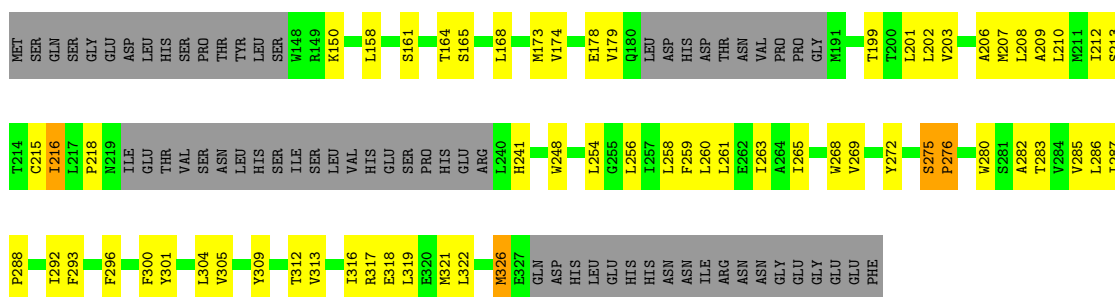 MET SER GLN SER GLY GLU ASP LEU HIS SER PRO THR TYR LEU SER W148 R149 K150 L158 S161 T164 S165 L168 M173 V174 E178 V179 Q180 LEU ASP HIS ASP THR ASN VAL PRO PRO GLY M191 T199 T200 L201 L202 V203 A206 M207 L208 A209 L210 M211 I212 S213
T214 C215 I216 L217 P218 N219 ILE GLU THR VAL SER ASN LEU HIS SER ILE SER LEU VAL HIS GLU SER PRO HIS GLU ARG L240 H241 W248 L254 G255 L256 I257 L258 F259 L260 L261 E262 I263 A264 I265 W268 V269 Y272 S275 P276 W280 S281 A282 T283 V284 V285 L286
P288 I292 F293 F296 F300 Y301 L304 V305 Y309 T312 V313 I316 R317 E318 L319 E320 M321 L322 M326 E327 GLN ASP HIS LEU GLU HIS HIS ASN ASN ILE ARG ASN ASN GLY GLU GLY GLU GLU PHE